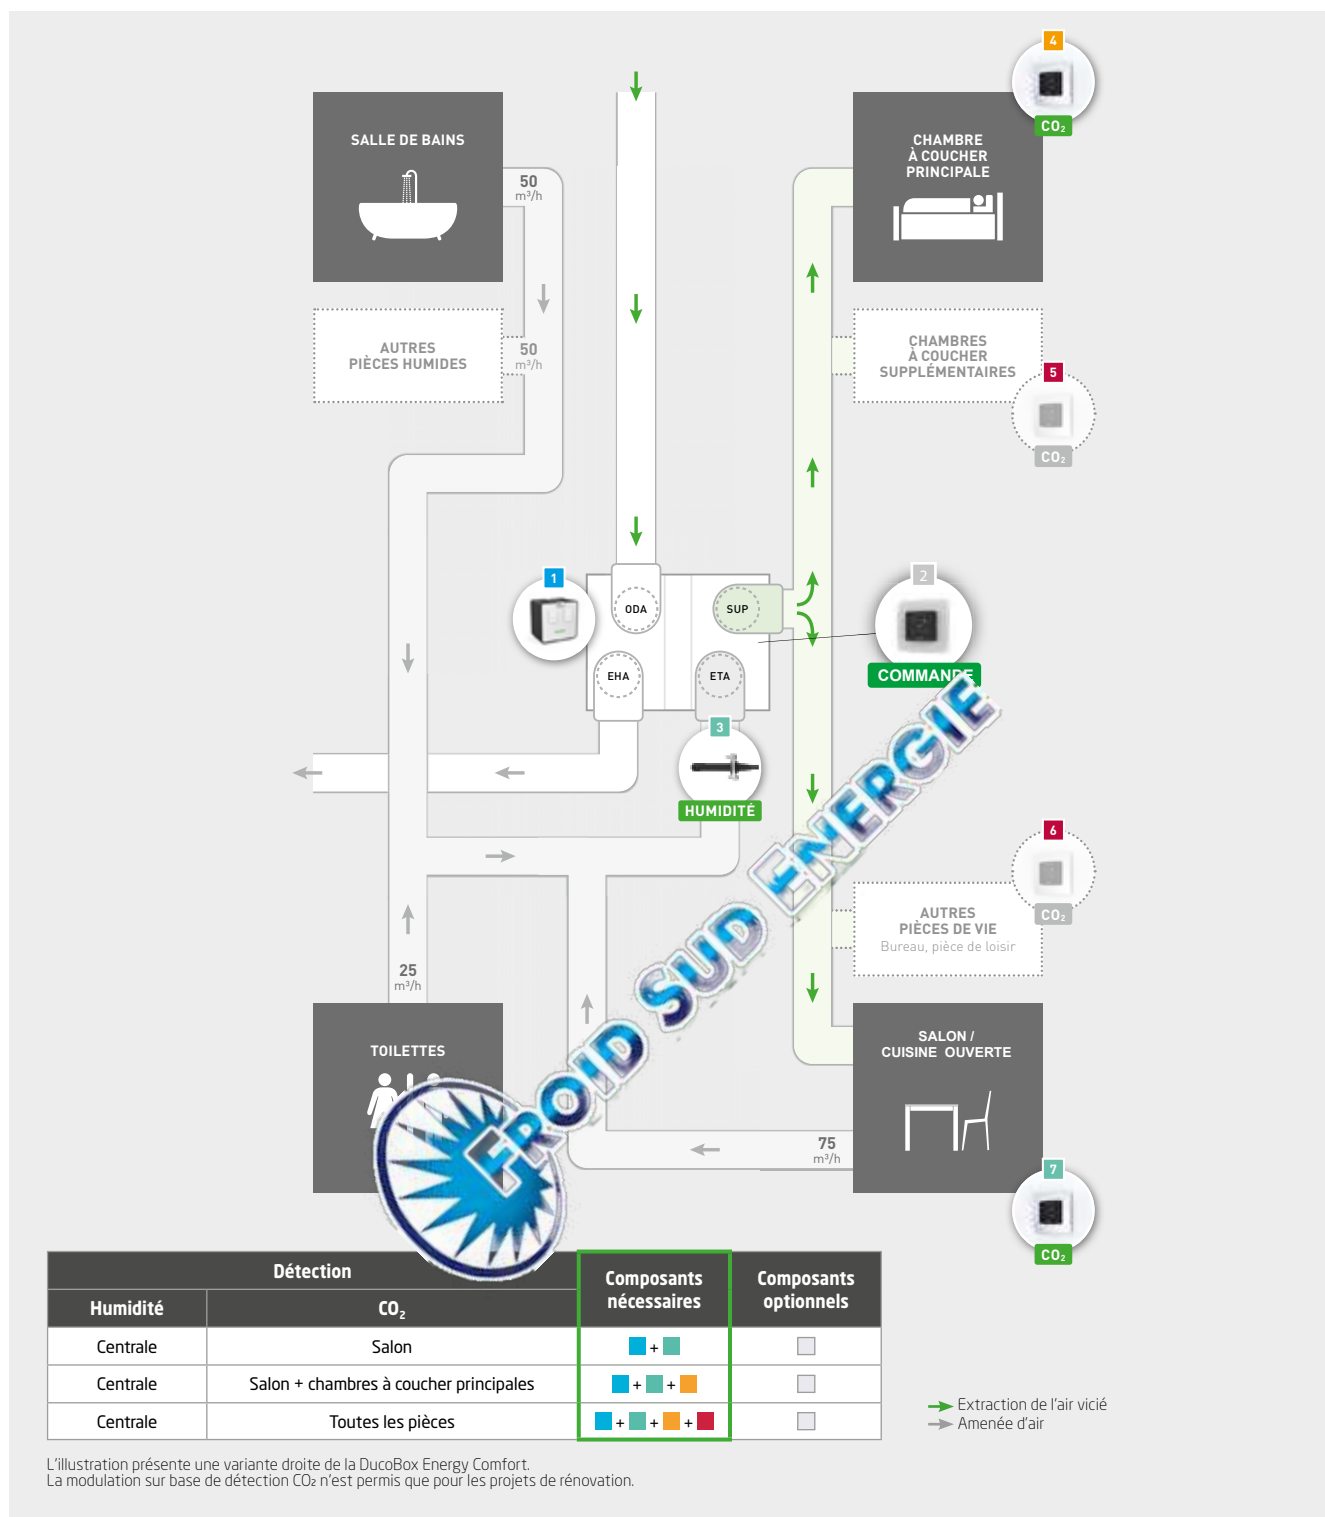 4
CO₂
SALLE DE BAINS
50
m³/h
CHAMBRE
À COUCHER
PRINCIPALE
AUTRES
PIÈCES HUMIDES
50
m³/h
CHAMBRES
À COUCHER
SUPPLÉMENTAIRES
5
CO₂
1
ODA
SUP
EHA
ETA
2
COMMANDE
3
HUMIDITÉ
6
CO₂
AUTRES
PIÈCES DE VIE
Bureau, pièce de loisir
25
m³/h
TOILETTES
SALON /
CUISINE OUVERTE
75
m³/h
7
CO₂
FROID SUD ENERGIE
Détection
Composants
nécessaires
Composants
optionnels
Humidité
CO₂
Centrale
Salon
+
Centrale
Salon + chambres à coucher principales
+ +
Centrale
Toutes les pièces
+ + +
Extraction de l'air vicié
Amenée d'air
L'illustration présente une variante droite de la DucoBox Energy Comfort.
La modulation sur base de détection CO₂ n'est permis que pour les projets de rénovation.